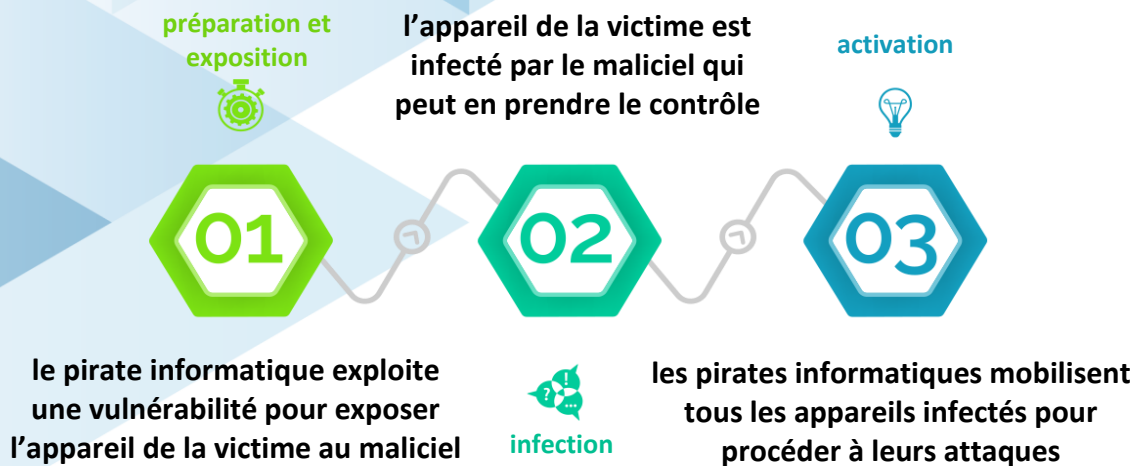 préparation et
exposition
01
le pirate informatique exploite
une vulnérabilité pour exposer
l’appareil de la victime au maliciel
l’appareil de la victime est
infecté par le maliciel qui
peut en prendre le contrôle
02
? ! ...
infection
activation
03
les pirates informatiques mobilisent
tous les appareils infectés pour
procéder à leurs attaques